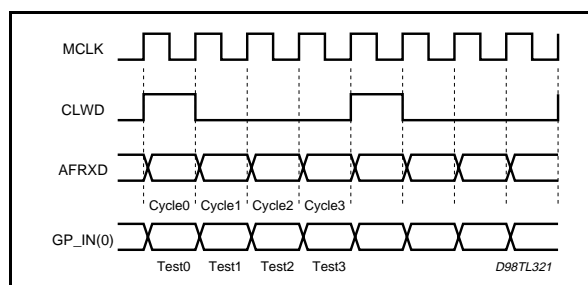 MCLK
CLWD
AFRXD
Cycle0 Cycle1 Cycle2 Cycle3
GP_IN(0)
Test0 Test1 Test2 Test3 D98TL321